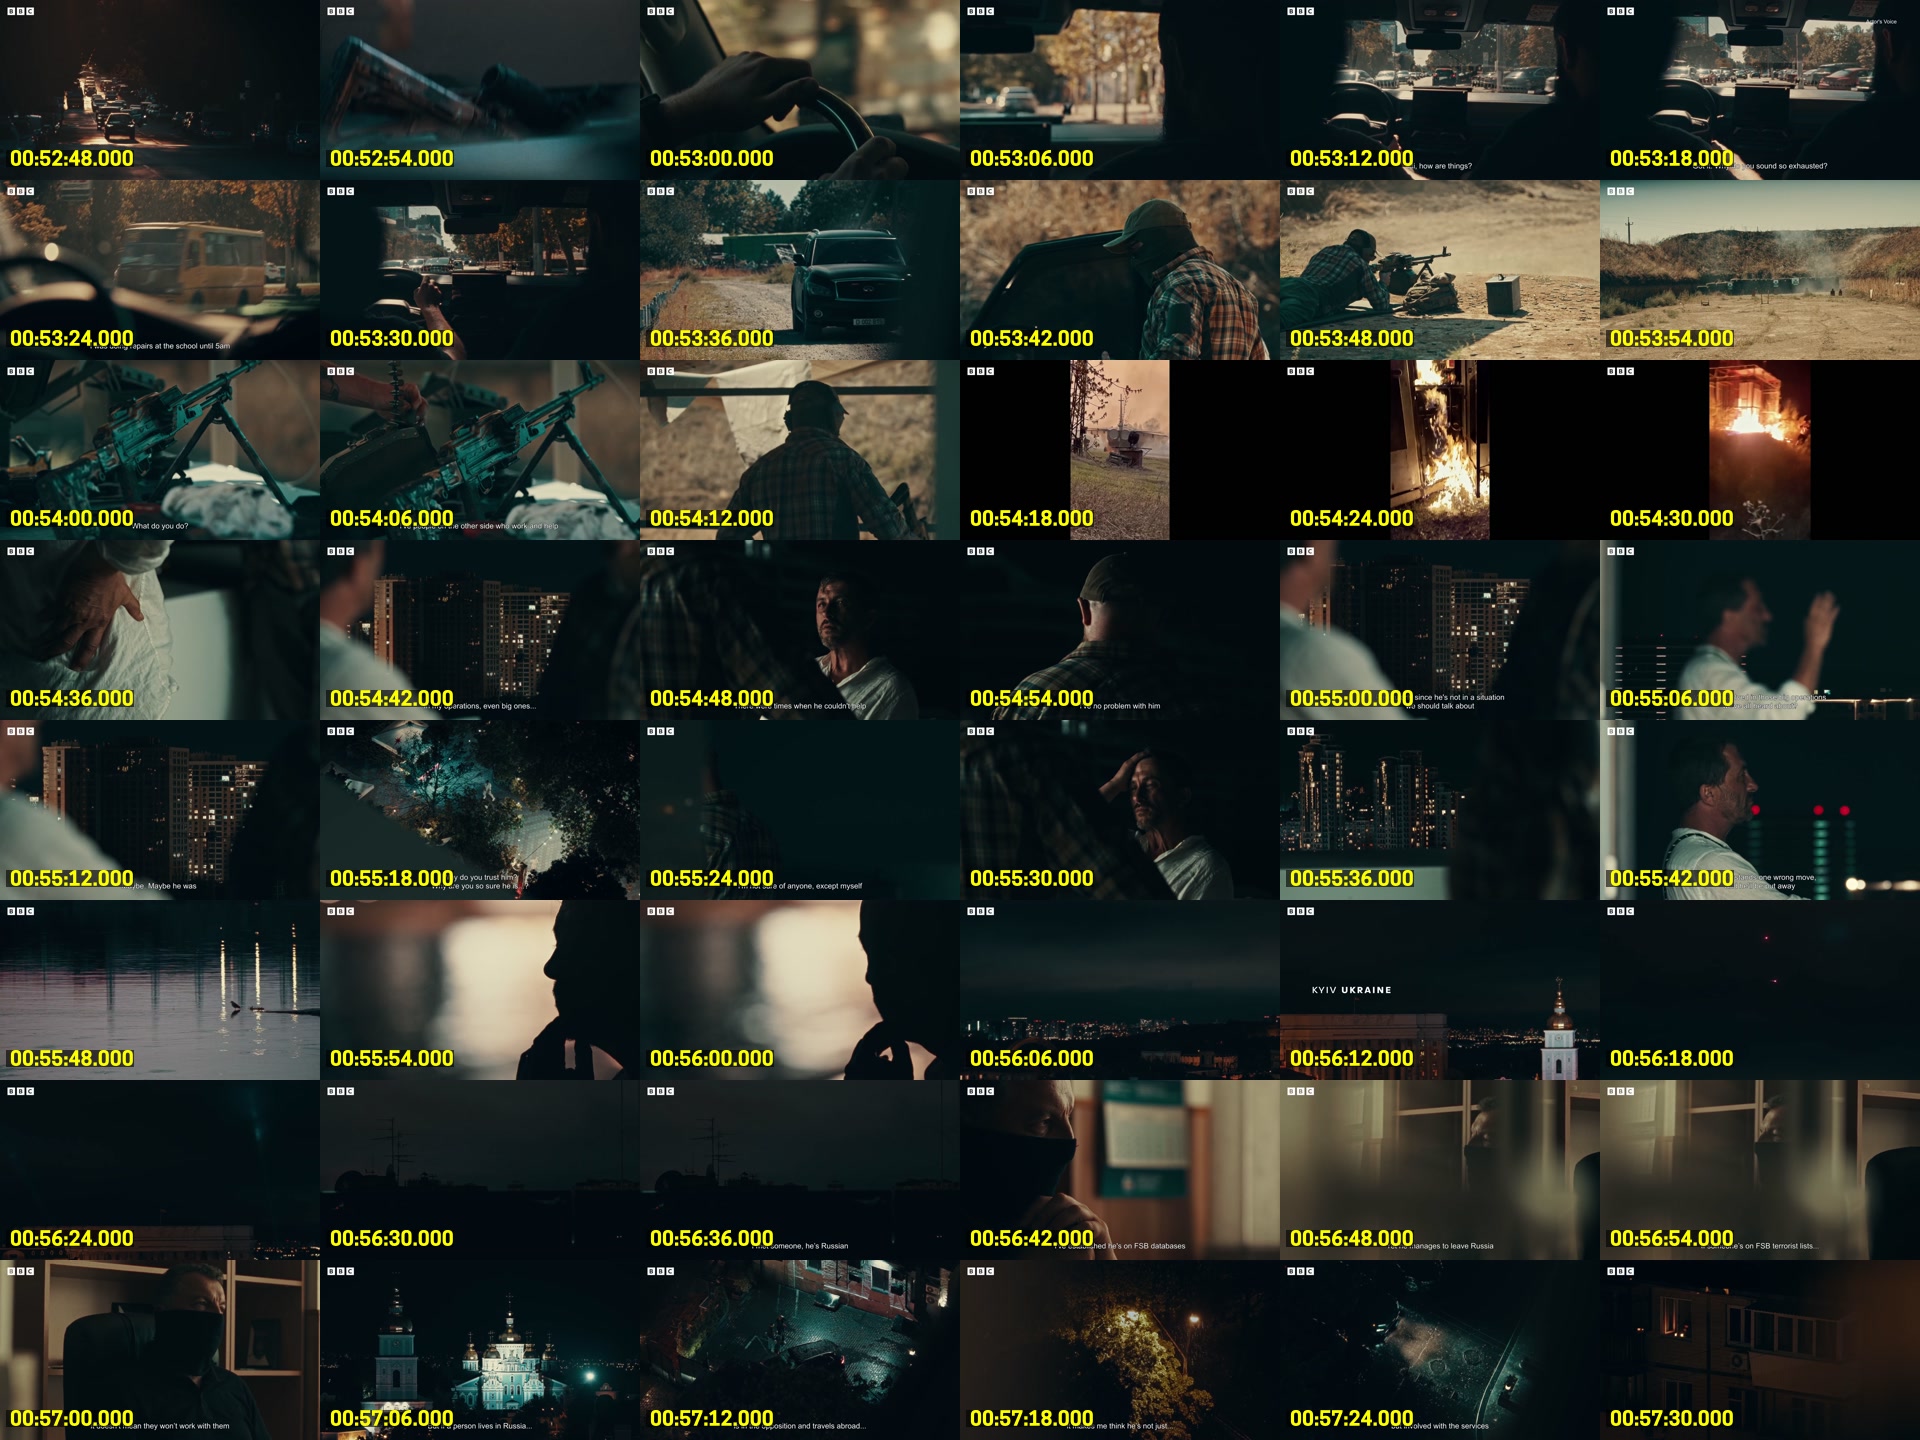 BBC
00:52:48.000
BBC
00:52:54.000
BBC
00:53:00.000
BBC
00:53:06.000
BBC
how are things?
00:53:12.000
BBC
Actor's Voice
you sound so exhausted?
00:53:18.000
BBC
repairs at the school until 5am
00:53:24.000
BBC
00:53:30.000
BBC
00:53:36.000
BBC
00:53:42.000
BBC
00:53:48.000
BBC
00:53:54.000
BBC
What do you do?
00:54:00.000
BBC
the other side who work and help
00:54:06.000
BBC
00:54:12.000
BBC
00:54:18.000
BBC
00:54:24.000
BBC
00:54:30.000
BBC
00:54:36.000
BBC
operations, even big ones...
00:54:42.000
BBC
times when he couldn't help
00:54:48.000
BBC
no problem with him
00:54:54.000
BBC
since he's not in a situation
we should talk about
00:55:00.000
BBC
operations
00:55:06.000
BBC
Maybe he was
00:55:12.000
BBC
do you trust him?
are you so sure he
00:55:18.000
BBC
of anyone, except myself
00:55:24.000
BBC
00:55:30.000
BBC
00:55:36.000
BBC
one wrong move,
out away
00:55:42.000
BBC
00:55:48.000
BBC
00:55:54.000
BBC
00:56:00.000
BBC
00:56:06.000
BBC
KYIV UKRAINE
00:56:12.000
BBC
00:56:18.000
BBC
00:56:24.000
BBC
00:56:30.000
BBC
someone, he's Russian
00:56:36.000
BBC
he's on FSB databases
00:56:42.000
BBC
manages to leave Russia
00:56:48.000
BBC
on FSB terrorist lists...
00:56:54.000
BBC
they won't work with them
00:57:00.000
BBC
person lives in Russia...
00:57:06.000
BBC
opposition and travels abroad...
00:57:12.000
BBC
me think he's not just...
00:57:18.000
BBC
with the services
00:57:24.000
BBC
00:57:30.000